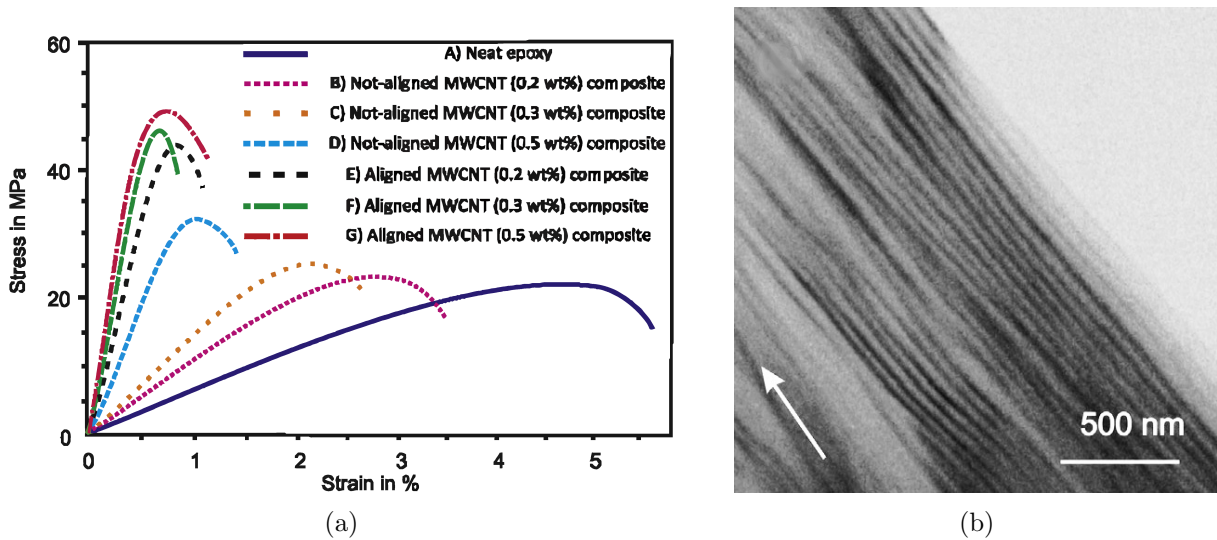 60
40
20
0
Stress in MPa
A) Neat epoxy
B) Not-aligned MWCNT (0.2 wt%) composite
C) Not-aligned MWCNT (0.3 wt%) composite
D) Not-aligned MWCNT (0.5 wt%) composite
E) Aligned MWCNT (0.2 wt%) composite
F) Aligned MWCNT (0.3 wt%) composite
G) Aligned MWCNT (0.5 wt%) composite
0 1 2 3 4 5
Strain in %
(a)
500 nm
(b)